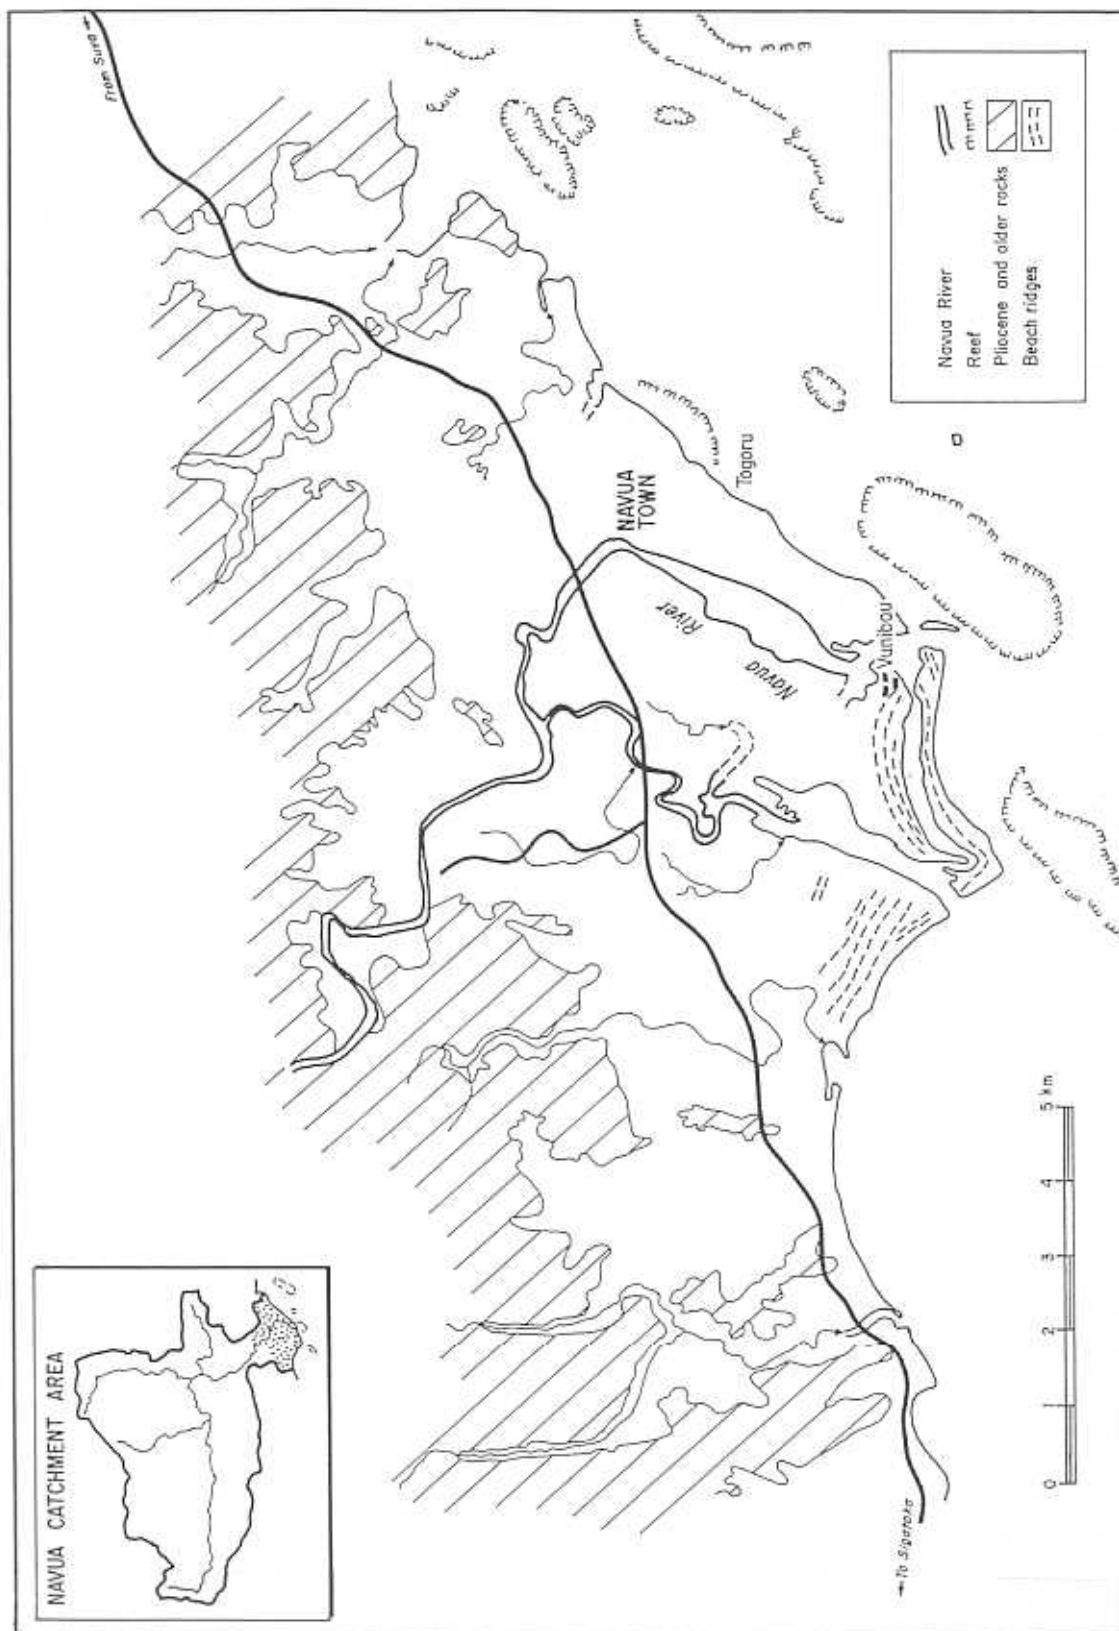 NAVUA CATCHMENT AREA
From Suva
NAVUA
TOWN
Togoru
Navua River
Vunibau
To Sigatoka
0 1 2 3 4 5 km
Navua River
Reef
Pliocene and older rocks
Beach ridges